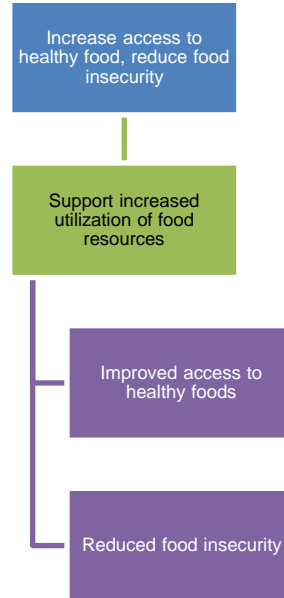 Increase access to
healthy food, reduce food
insecurity
Support increased
utilization of food
resources
Improved access to
healthy foods
Reduced food insecurity